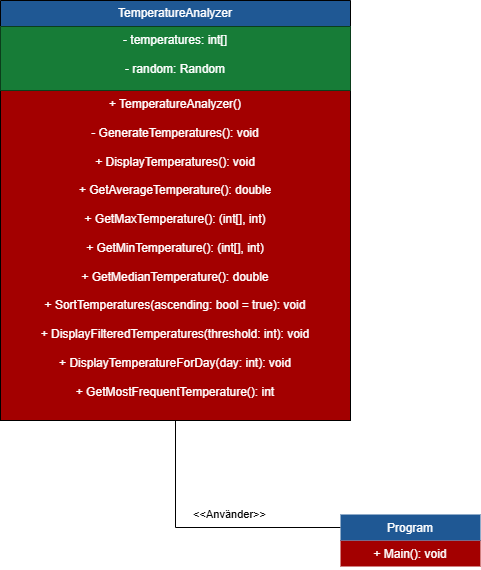 TemperatureAnalyzer
- temperatures: int[]
- random: Random
+ TemperatureAnalyzer()
- GenerateTemperatures(): void
+ DisplayTemperatures(): void
+ GetAverageTemperature(): double
+ GetMaxTemperature(): (int[], int)
+ GetMinTemperature(): (int[], int)
+ GetMedianTemperature(): double
+ SortTemperatures(ascending: bool = true): void
+ DisplayFilteredTemperatures(threshold: int): void
+ DisplayTemperatureForDay(day: int): void
+ GetMostFrequentTemperature(): int
<<Använder>>
Program
+ Main(): void